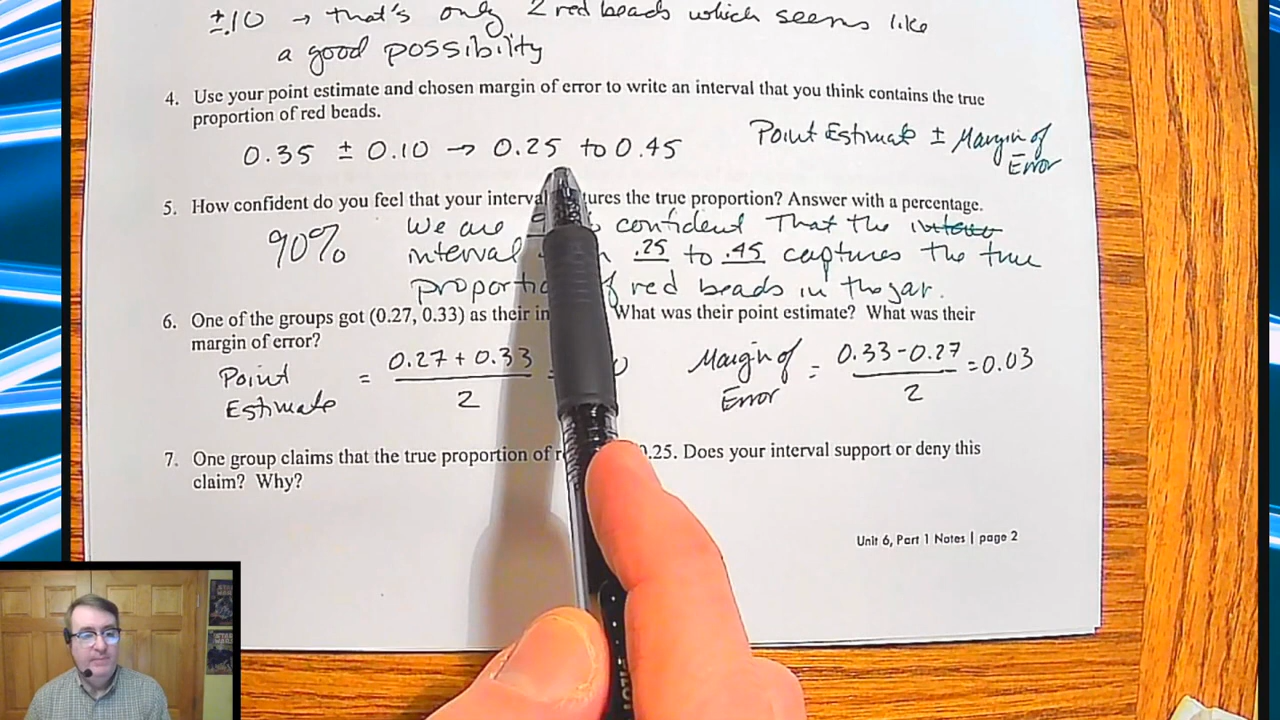 ±.10 → that's only 2 red beads which seems like
a good possibility
4. Use your point estimate and chosen margin of error to write an interval that you think contains the true
proportion of red beads.
0.35 ± 0.10 → 0.25 to 0.45
Point Estimate ± Margin of
Error
5. How confident do you feel that your interval ures the true proportion? Answer with a percentage.
90%
We are confident That the
interval .25 to .45 captures the true
proportio f red beads in the jar.
6. One of the groups got (0.27, 0.33) as their in What was their point estimate? What was their
margin of error?
Point
Estimate
= 0.27 + 0.33
2
Margin of
Error
= 0.33 - 0.27 = 0.03
2
7. One group claims that the true proportion of r 0.25. Does your interval support or deny this
claim? Why?
Unit 6, Part 1 Notes | page 2